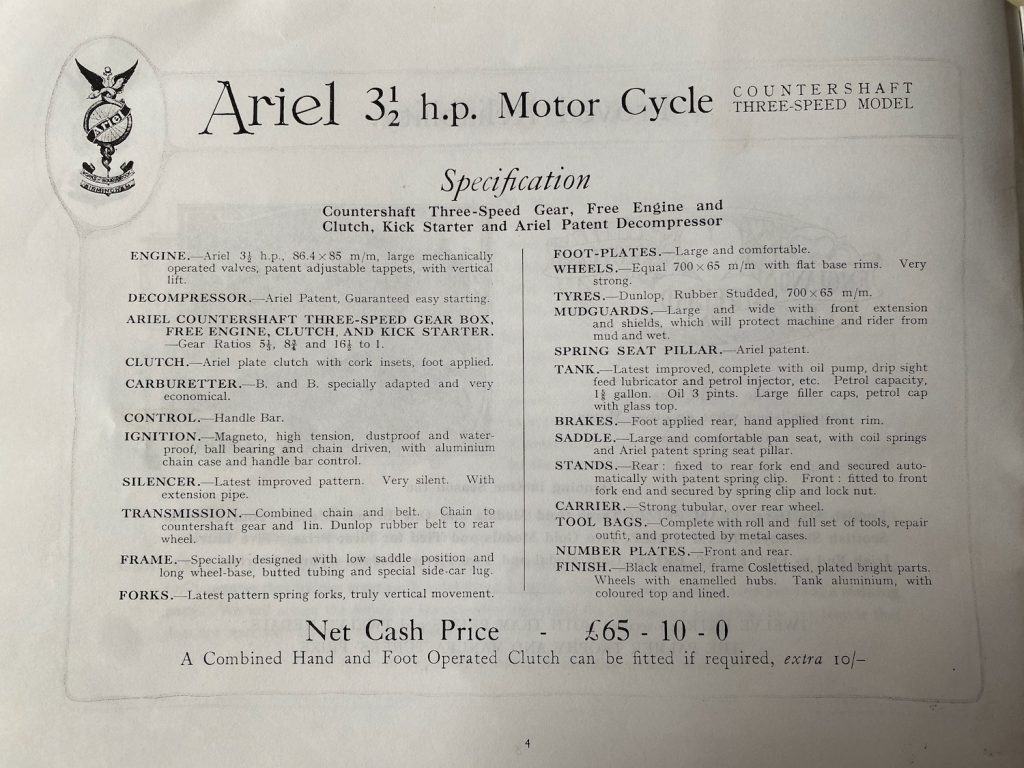 Ariel
BIRMINGHAM
Ariel 3½ h.p. Motor Cycle
COUNTERSHAFT
THREE-SPEED MODEL
Specification
Countershaft Three-Speed Gear, Free Engine and
Clutch, Kick Starter and Ariel Patent Decompressor
ENGINE.—Ariel 3½ h.p., 86.4 × 85 m/m, large mechanically
operated valves, patent adjustable tappets, with vertical
lift.
DECOMPRESSOR.—Ariel Patent, Guaranteed easy starting.
ARIEL COUNTERSHAFT THREE-SPEED GEAR BOX,
FREE ENGINE, CLUTCH, AND KICK STARTER.
—Gear Ratios 5½, 8¾ and 16½ to 1.
CLUTCH.—Ariel plate clutch with cork insets, foot applied.
CARBURETTER.—B. and B. specially adapted and very
economical.
CONTROL.—Handle Bar.
IGNITION.—Magneto, high tension, dustproof and water-
proof, ball bearing and chain driven, with aluminium
chain case and handle bar control.
SILENCER.—Latest improved pattern. Very silent. With
extension pipe.
TRANSMISSION.—Combined chain and belt. Chain to
countershaft gear and 1in. Dunlop rubber belt to rear
wheel.
FRAME.—Specially designed with low saddle position and
long wheel-base, butted tubing and special side-car lug.
FORKS.—Latest pattern spring forks, truly vertical movement.
FOOT-PLATES.—Large and comfortable.
WHEELS.—Equal 700 × 65 m/m with flat base rims. Very
strong.
TYRES.—Dunlop, Rubber Studded, 700 × 65 m/m.
MUDGUARDS.—Large and wide with front extension
and shields, which will protect machine and rider from
mud and wet.
SPRING SEAT PILLAR.—Ariel patent.
TANK.—Latest improved, complete with oil pump, drip sight
feed lubricator and petrol injector, etc. Petrol capacity,
gallon. Oil 3 pints. Large filler caps, petrol cap
with glass top.
BRAKES.—Foot applied rear, hand applied front rim.
SADDLE.—Large and comfortable pan seat, with coil springs
and Ariel patent spring seat pillar.
STANDS.—Rear : fixed to rear fork end and secured auto-
matically with patent spring clip. Front : fitted to front
fork end and secured by spring clip and lock nut.
CARRIER.—Strong tubular, over rear wheel.
TOOL BAGS.—Complete with roll and full set of tools, repair
outfit, and protected by metal cases.
NUMBER PLATES.—Front and rear.
FINISH.—Black enamel, frame Coslettised, plated bright parts.
Wheels with enamelled hubs. Tank aluminium, with
coloured top and lined.
Net Cash Price - £65 - 10 - 0
A Combined Hand and Foot Operated Clutch can be fitted if required, extra 10/–
4